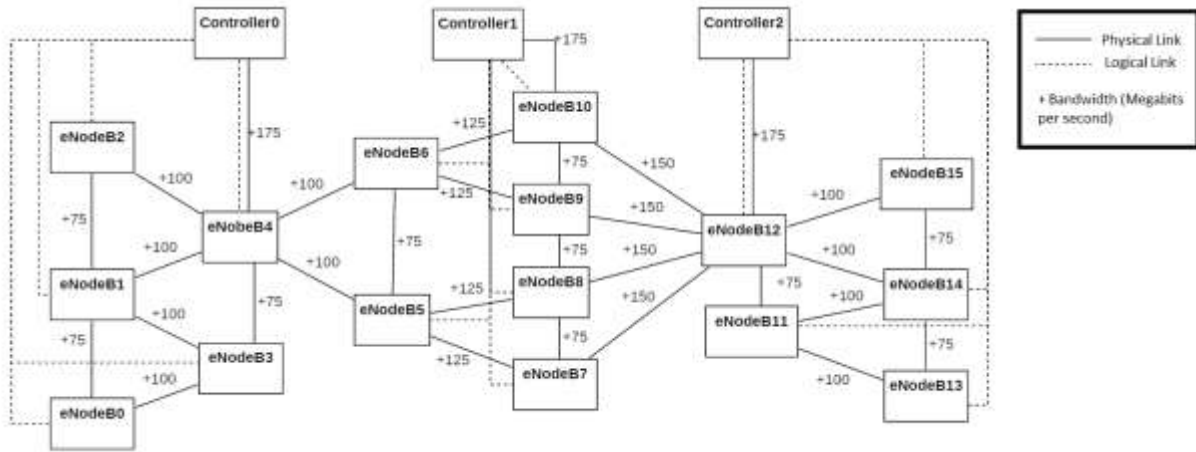 Controller0
Controller1
Controller2
+175
eNodeB10
+175
+175
eNodeB2
+125
eNodeB6
+75
+150
eNodeB15
+100
+100
+125
eNodeB9
+150
+100
+75
eNobeB4
eNodeB12
+75
+75
+75
+150
+100
+100
+100
eNodeB1
+75
eNodeB8
+125
eNodeB5
+150
+75
+100
eNodeB14
eNodeB11
+100
+75
eNodeB3
+125
+75
eNodeB7
+75
+100
eNodeB0
+100
eNodeB13
Physical Link
Logical Link
+ Bandwidth (Megabits
per second)